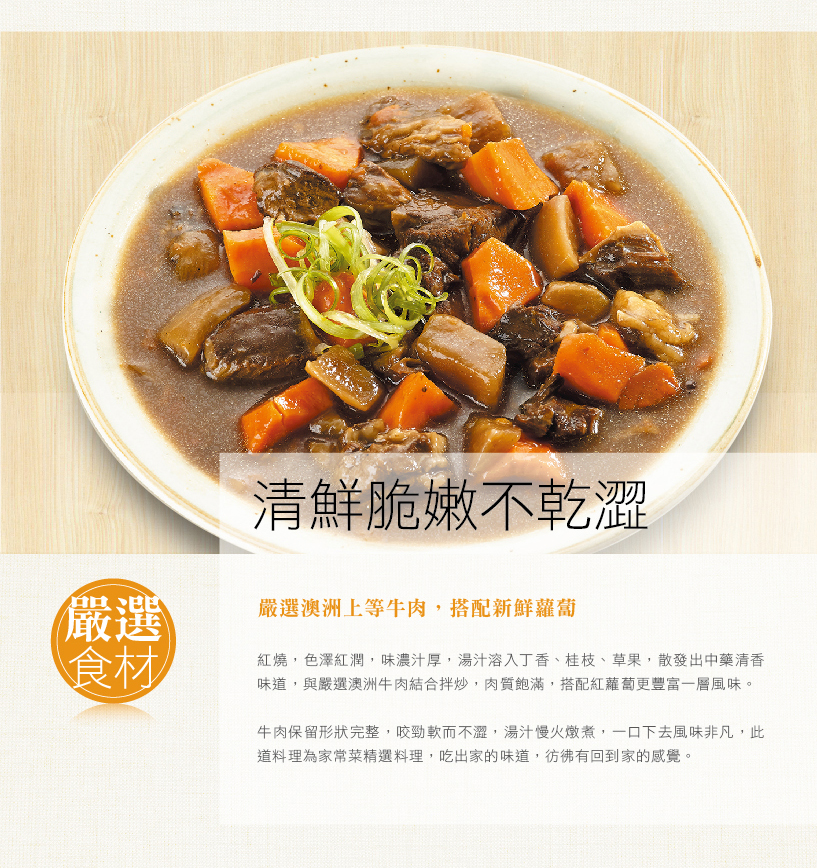 清鮮脆嫩不乾澀
嚴選
食材
嚴選澳洲上等牛肉，搭配新鮮蘿蔔
紅燒，色澤紅潤，味濃汁厚，湯汁溶入丁香、桂枝、草果，散發出中藥清香
味道，與嚴選澳洲牛肉結合拌炒，肉質飽滿，搭配紅蘿蔔更豐富一層風味。
牛肉保留形狀完整，咬勁軟而不澀，湯汁慢火燉煮，一口下去風味非凡，此
道料理為家常菜精選料理，吃出家的味道，彷彿有回到家的感覺。